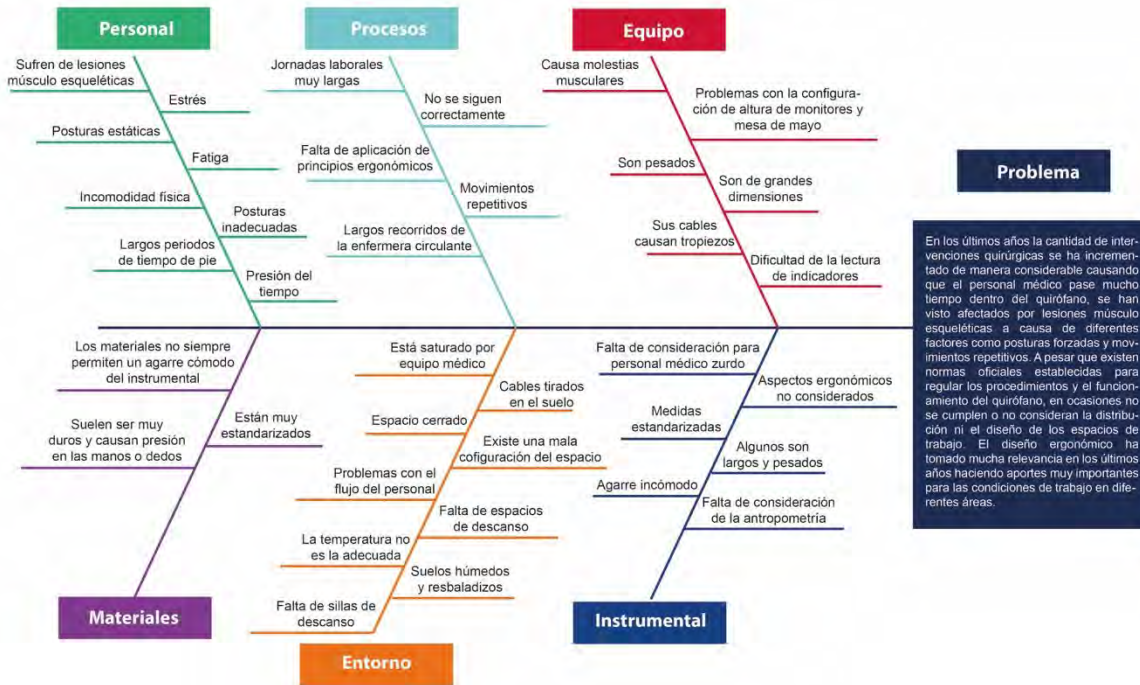 Personal
Sufren de lesiones
músculo esqueléticas
Estrés
Posturas estáticas
Fatiga
Incomodidad física
Posturas
inadecuadas
Largos periodos
de tiempo de pie
Presión del
tiempo
Procesos
Jornadas laborales
muy largas
No se siguen
correctamente
Falta de aplicación de
principios ergonómicos
Movimientos
repetitivos
Largos recorridos de
la enfermera circulante
Equipo
Causa molestias
musculares
Problemas con la configura-
ción de altura de monitores y
mesa de mayo
Son pesados
Son de grandes
dimensiones
Sus cables
causan tropiezos
Dificultad de la lectura
de indicadores
Problema
En los últimos años la cantidad de inter-
venciones quirúrgicas se ha incremen-
tado de manera considerable causando
que el personal médico pase mucho
tiempo dentro del quirófano, se han
visto afectados por lesiones músculo
esqueléticas a causa de diferentes
factores como posturas forzadas y mov-
imientos repetitivos. A pesar que existen
normas oficiales establecidas para
regular los procedimientos y el funcion-
amiento del quirófano, en ocasiones no
se cumplen o no consideran la distribu-
ción ni el diseño de los espacios de
trabajo. El diseño ergonómico ha
tomado mucha relevancia en los últimos
años haciendo aportes muy importantes
para las condiciones de trabajo en dife-
rentes áreas.
Los materiales no siempre
permiten un agarre cómodo
del instrumental
Están muy
estandarizados
Suelen ser muy
duros y causan presión
en las manos o dedos
Materiales
Está saturado por
equipo médico
Cables tirados
en el suelo
Espacio cerrado
Existe una mala
cofiguración del espacio
Problemas con el
flujo del personal
Falta de espacios
de descanso
La temperatura no
es la adecuada
Suelos húmedos
y resbaladizos
Falta de sillas de
descanso
Entorno
Falta de consideración para
personal médico zurdo
Aspectos ergonómicos
no considerados
Medidas
estandarizadas
Algunos son
largos y pesados
Agarre incómodo
Falta de consideración
de la antropometría
Instrumental